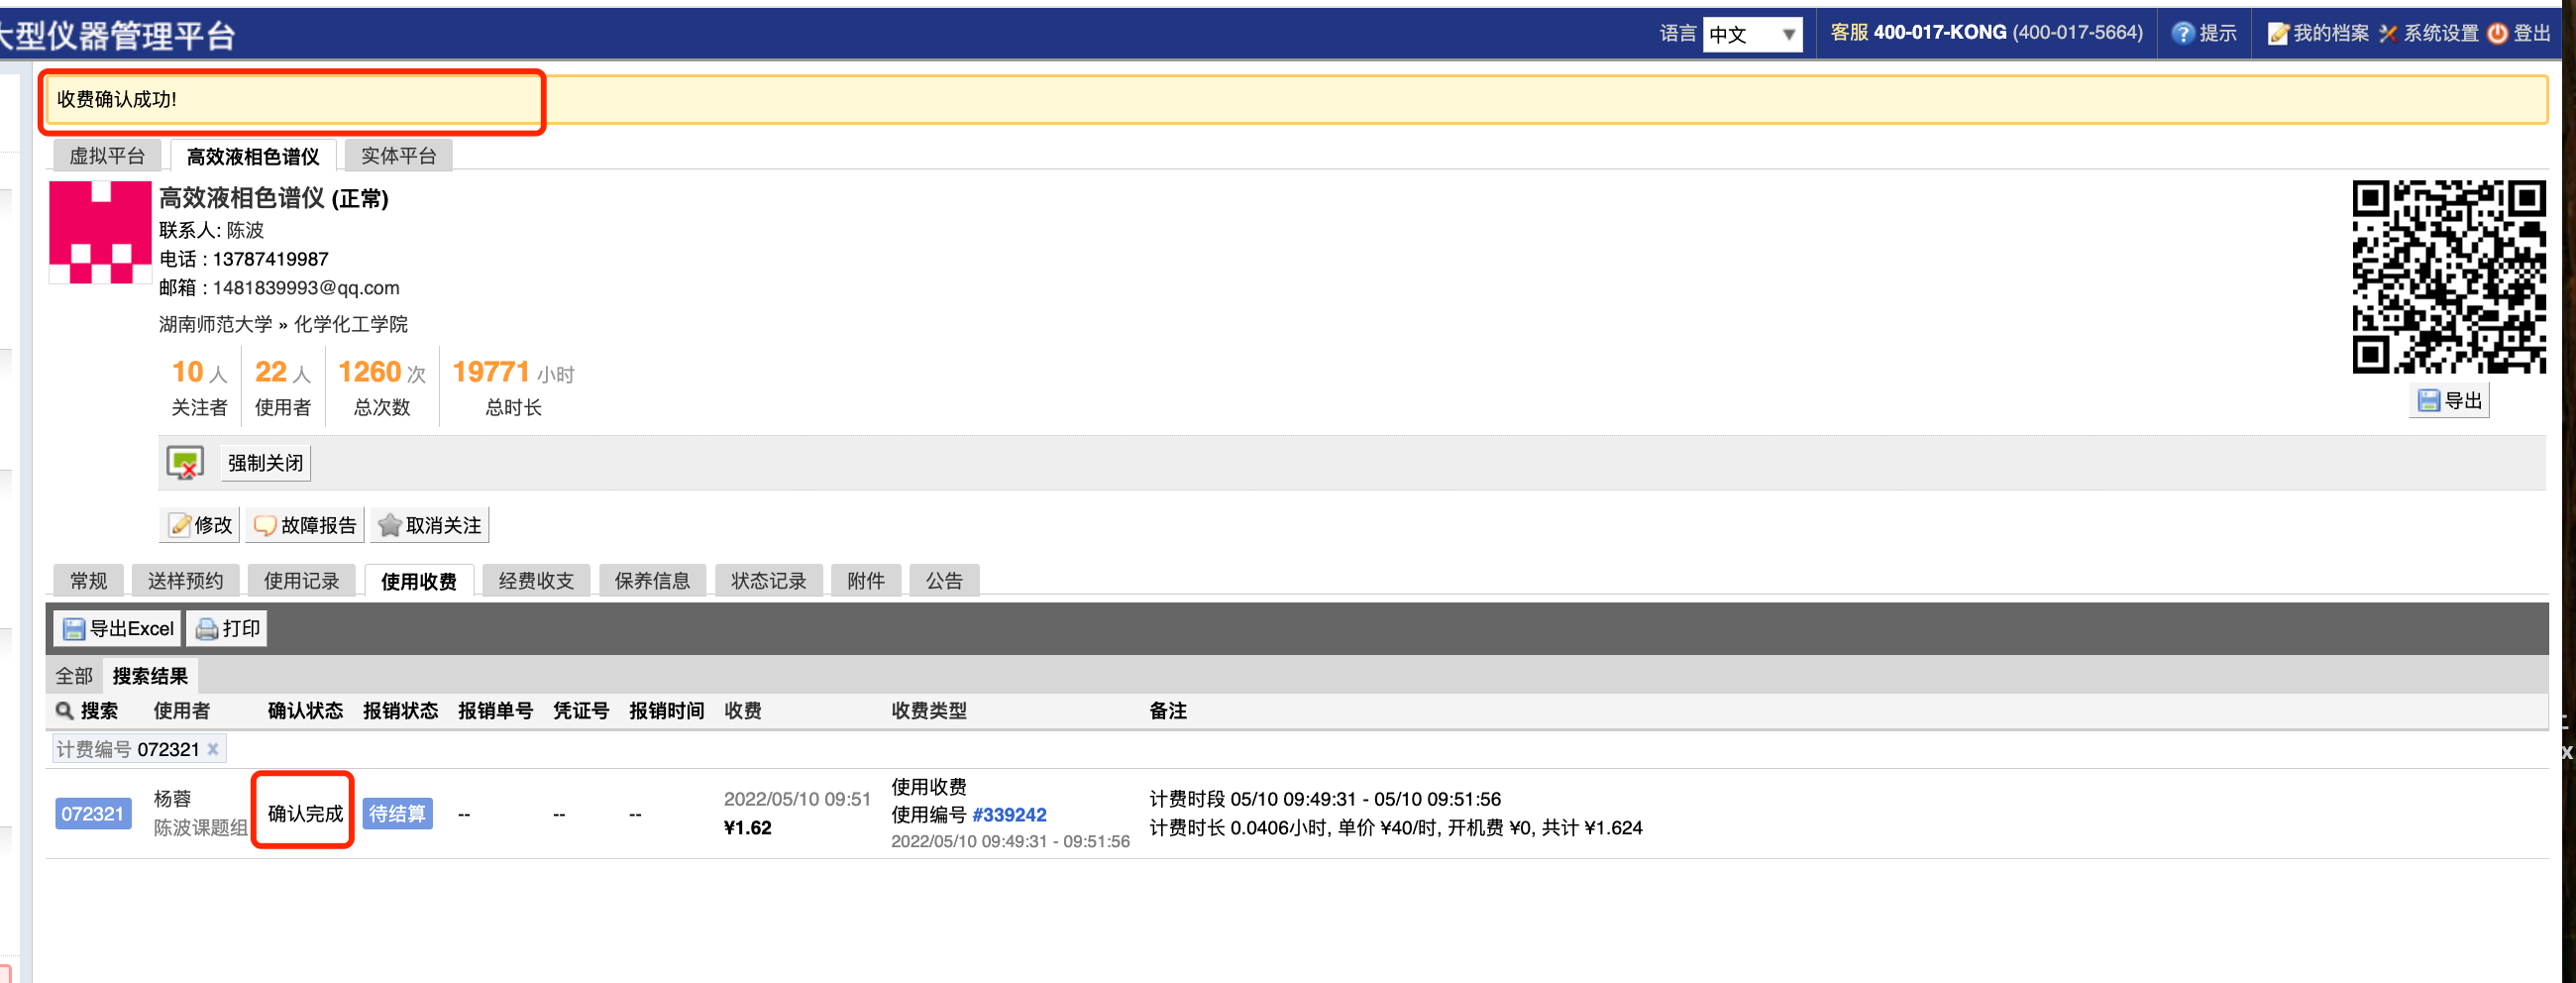 大型仪器管理平台
语言 中文 客服 400-017-KONG (400-017-5664) 提示 我的档案 系统设置 登出
收费确认成功!
虚拟平台 高效液相色谱仪 实体平台
高效液相色谱仪 (正常)
联系人: 陈波
电话 : 13787419987
邮箱 : 1481839993@qq.com
湖南师范大学 » 化学化工学院
10 人 22 人 1260 次 19771 小时
关注者 使用者 总次数 总时长
导出
强制关闭
修改 故障报告 取消关注
常规 送样预约 使用记录 使用收费 经费收支 保养信息 状态记录 附件 公告
导出Excel 打印
全部 搜索结果
搜索 使用者 确认状态 报销状态 报销单号 凭证号 报销时间 收费 收费类型 备注
计费编号 072321 x
072321 杨蓉 陈波课题组 确认完成 待结算 -- -- --
2022/05/10 09:51
¥1.62
使用收费
使用编号 #339242
2022/05/10 09:49:31 - 09:51:56
计费时段 05/10 09:49:31 - 05/10 09:51:56
计费时长 0.0406小时, 单价 ¥40/时, 开机费 ¥0, 共计 ¥1.624